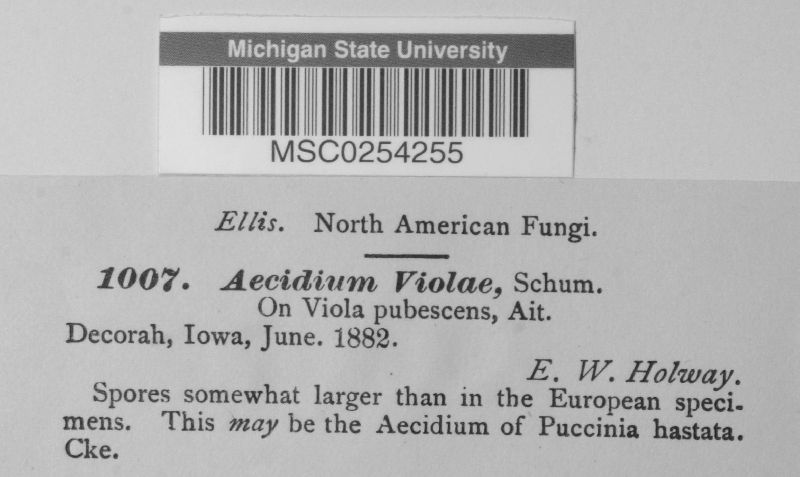 Michigan State University
MSC0254255
Ellis. North American Fungi.
1007. Aecidium Violae, Schum.
On Viola pubescens, Ait.
Decorah, Iowa, June. 1882.
E. W. Holway.
Spores somewhat larger than in the European speci-
mens. This may be the Aecidium of Puccinia hastata.
Cke.